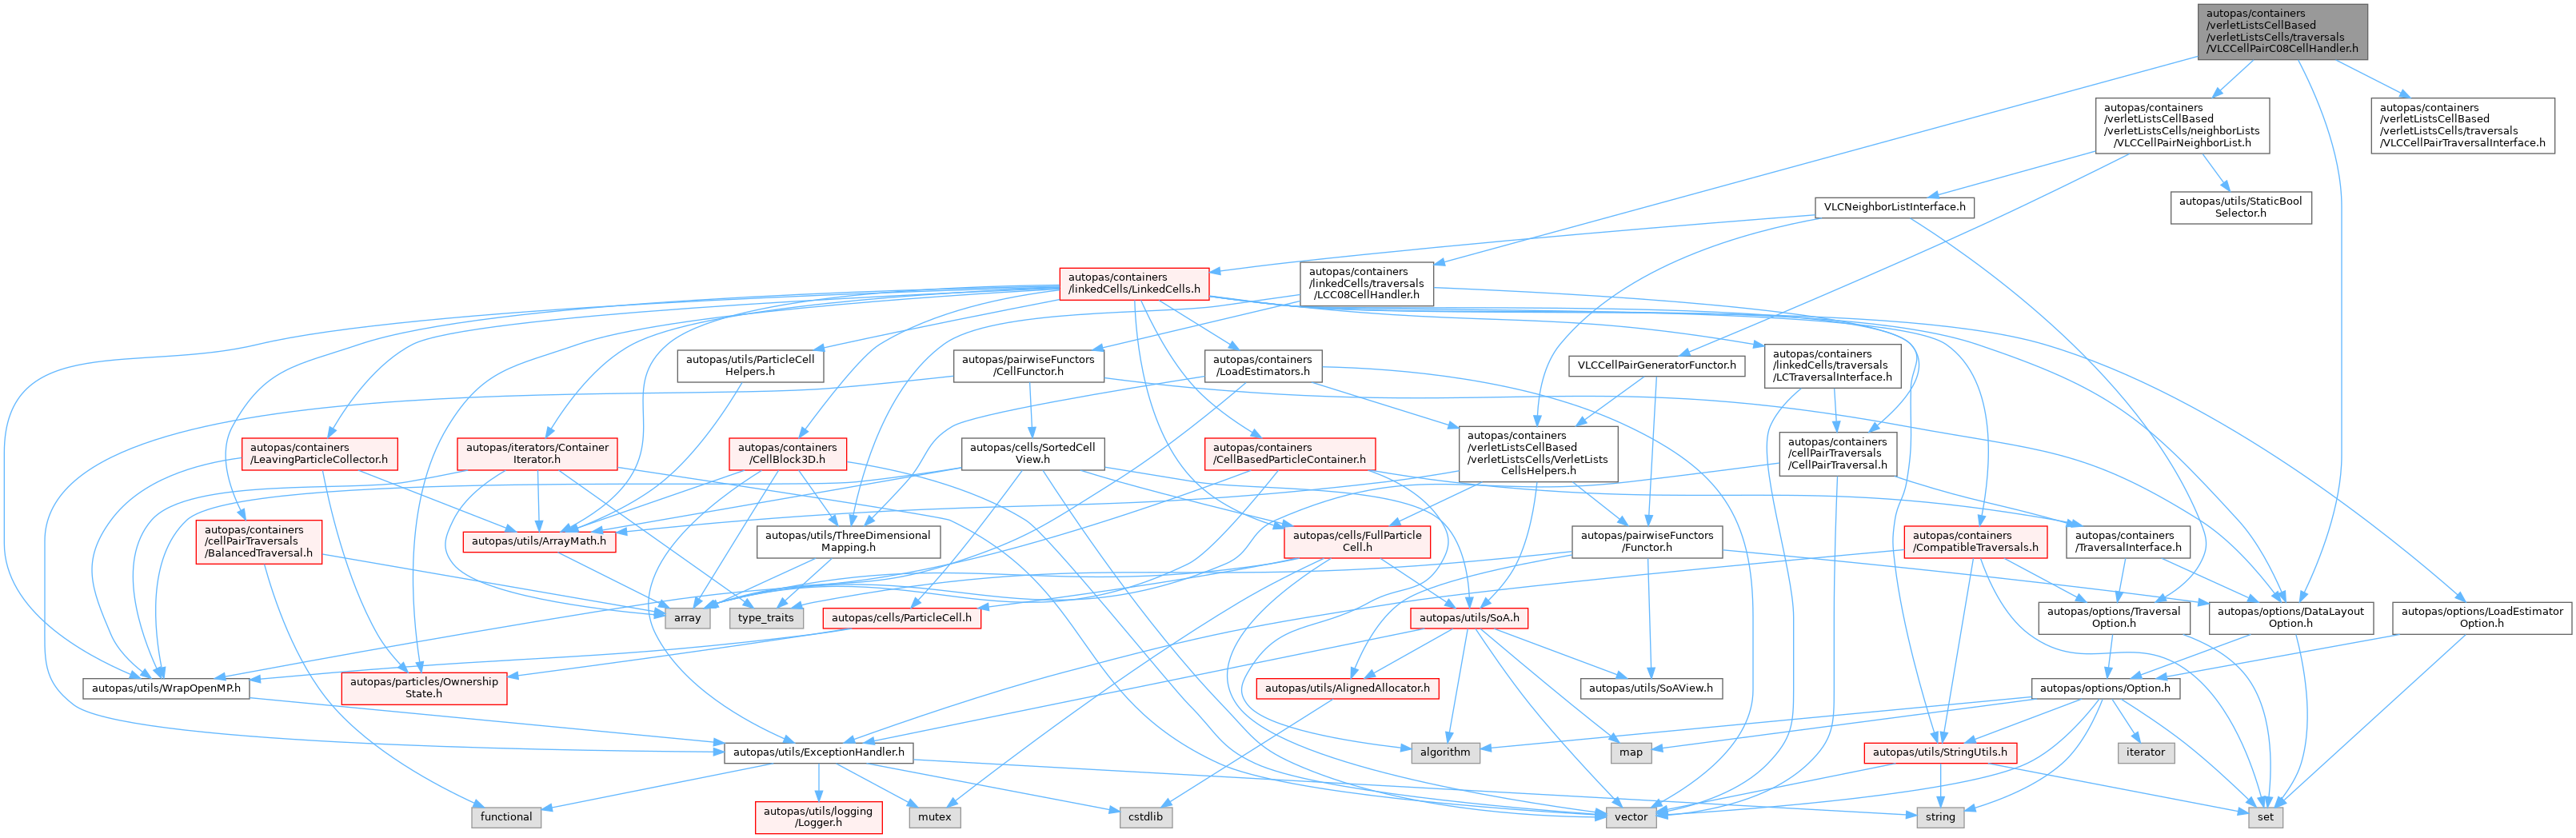 autopas/containers
/verletListsCellBased
/verletListsCells/traversals
/VLCCellPairC08CellHandler.h
autopas/containers
/verletListsCellBased
/verletListsCells/neighborLists
/VLCCellPairNeighborList.h
autopas/containers
/verletListsCellBased
/verletListsCells/traversals
/VLCCellPairTraversalInterface.h
VLCNeighborListInterface.h
autopas/utils/StaticBool
Selector.h
autopas/containers
/linkedCells/LinkedCells.h
autopas/containers
/linkedCells/traversals
/LCC08CellHandler.h
autopas/utils/ParticleCell
Helpers.h
autopas/pairwiseFunctors
/CellFunctor.h
autopas/containers
/LoadEstimators.h
VLCCellPairGeneratorFunctor.h
autopas/containers
/linkedCells/traversals
/LCTraversalInterface.h
autopas/containers
/LeavingParticleCollector.h
autopas/iterators/Container
Iterator.h
autopas/containers
/CellBlock3D.h
autopas/cells/SortedCell
View.h
autopas/containers
/CellBasedParticleContainer.h
autopas/containers
/verletListsCellBased
/verletListsCells/VerletLists
CellsHelpers.h
autopas/containers
/cellPairTraversals
/CellPairTraversal.h
autopas/containers
/cellPairTraversals
/BalancedTraversal.h
autopas/utils/ArrayMath.h
autopas/utils/ThreeDimensional
Mapping.h
autopas/cells/FullParticle
Cell.h
autopas/pairwiseFunctors
/Functor.h
autopas/containers
/CompatibleTraversals.h
autopas/containers
/TraversalInterface.h
array
type_traits
autopas/cells/ParticleCell.h
autopas/utils/SoA.h
autopas/options/Traversal
Option.h
autopas/options/DataLayout
Option.h
autopas/options/LoadEstimator
Option.h
autopas/utils/WrapOpenMP.h
autopas/particles/Ownership
State.h
autopas/utils/AlignedAllocator.h
autopas/utils/SoAView.h
autopas/options/Option.h
autopas/utils/ExceptionHandler.h
algorithm
map
autopas/utils/StringUtils.h
iterator
functional
autopas/utils/logging
/Logger.h
mutex
cstdlib
vector
string
set